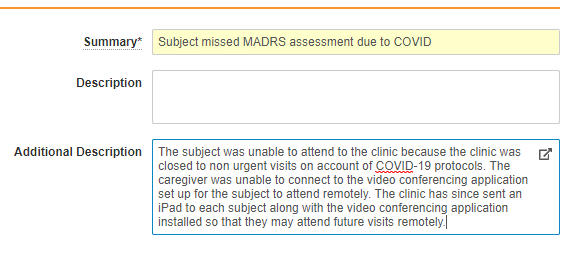 Summary* Subject missed MADRS assessment due to COVID
Description
Additional Description The subject was unable to attend to the clinic because the clinic was
closed to non urgent visits on account of COVID-19 protocols. The
caregiver was unable to connect to the video conferencing application
set up for the subject to attend remotely. The clinic has since sent an
iPad to each subject along with the video conferencing application
installed so that they may attend future visits remotely.